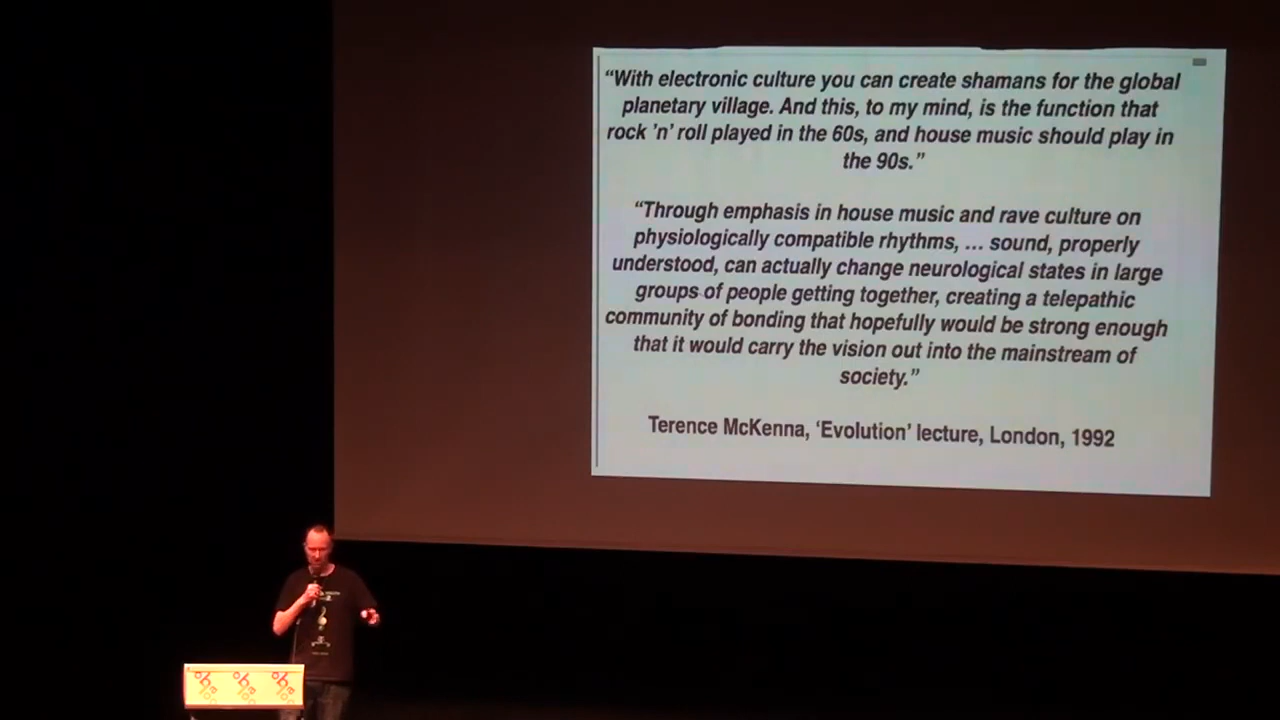 “With electronic culture you can create shamans for the global
planetary village. And this, to my mind, is the function that
rock ’n’ roll played in the 60s, and house music should play in
the 90s.”
“Through emphasis in house music and rave culture on
physiologically compatible rhythms, ... sound, properly
understood, can actually change neurological states in large
groups of people getting together, creating a telepathic
community of bonding that hopefully would be strong enough
that it would carry the vision out into the mainstream of
society.”
Terence McKenna, ‘Evolution’ lecture, London, 1992